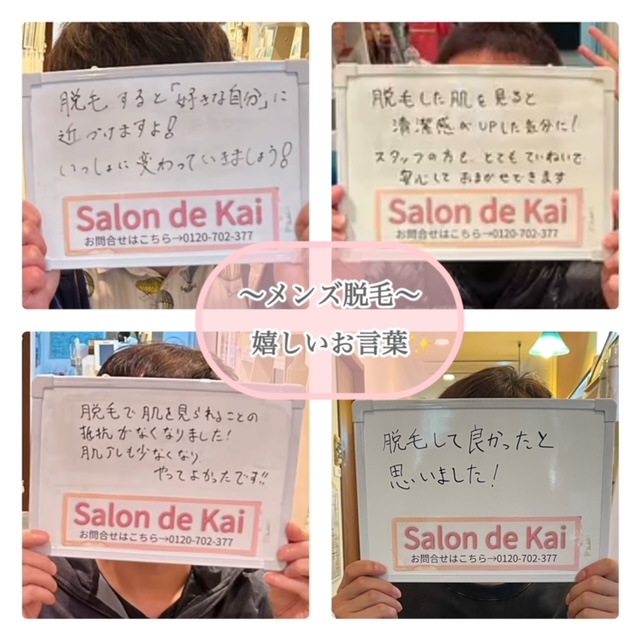 脱毛すると「好きな自分」に
近づけますよ!
いっしょに変わっていきましょう!
Salon de Kai
お問合せはこちら→0120-702-377
脱毛した肌を見ると
清潔感がUPした気分に!
スタッフの方も、とてもていねいで
安心しておまかせできます
Salon de Kai
お問合せはこちら→0120-702-377
～メンズ脱毛～
嬉しいお言葉
脱毛で肌を見られることの
抵抗がなくなりました!
肌荒れも少なくなり
やってよかったです!!
Salon de Kai
お問合せはこちら→0120-702-377
脱毛して良かったと
思いました!
Salon de Kai
お問合せはこちら→0120-702-377